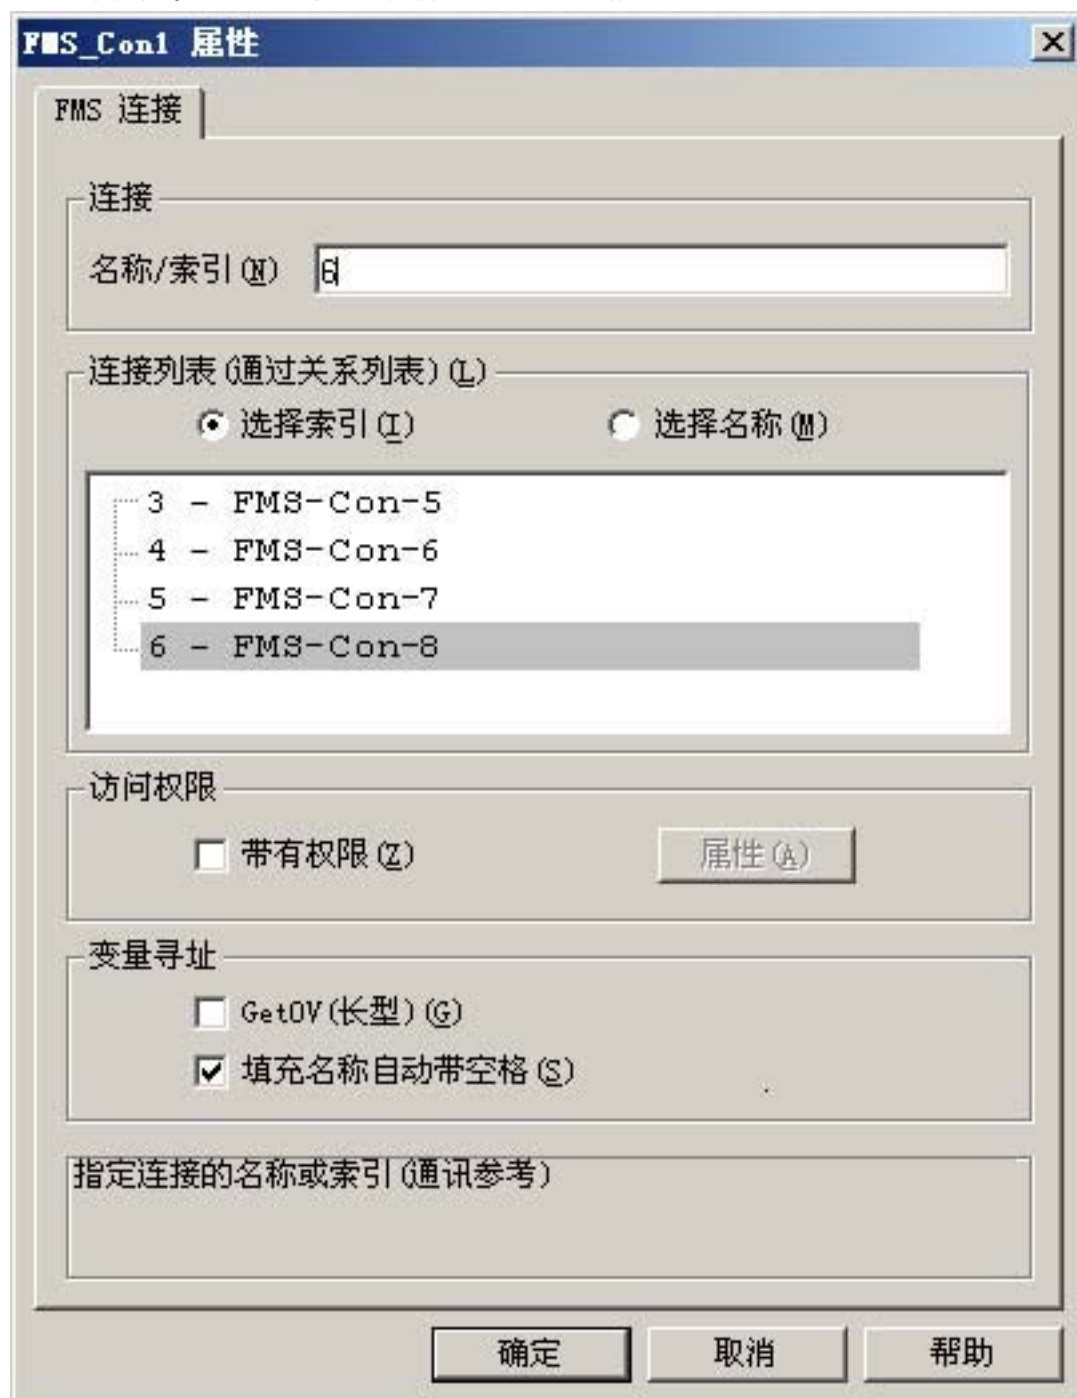 FMS_Con1 属性
FMS 连接
连接
名称/索引(N) 6
连接列表(通过关系列表)(L)
选择索引(I) 选择名称(M)
3 - FMS-Con-5
4 - FMS-Con-6
5 - FMS-Con-7
6 - FMS-Con-8
访问权限
带有权限(Z) 属性(A)
变量寻址
GetOV(长型)(G)
填充名称自动带空格(S)
指定连接的名称或索引(通讯参考)
确定 取消 帮助